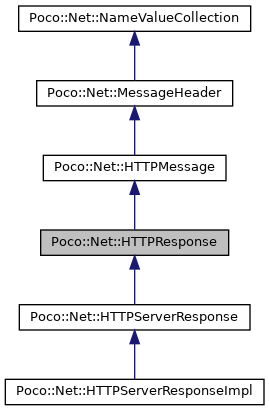 Poco::Net::NameValueCollection
Poco::Net::MessageHeader
Poco::Net::HTTPMessage
Poco::Net::HTTPResponse
Poco::Net::HTTPServerResponse
Poco::Net::HTTPServerResponseImpl